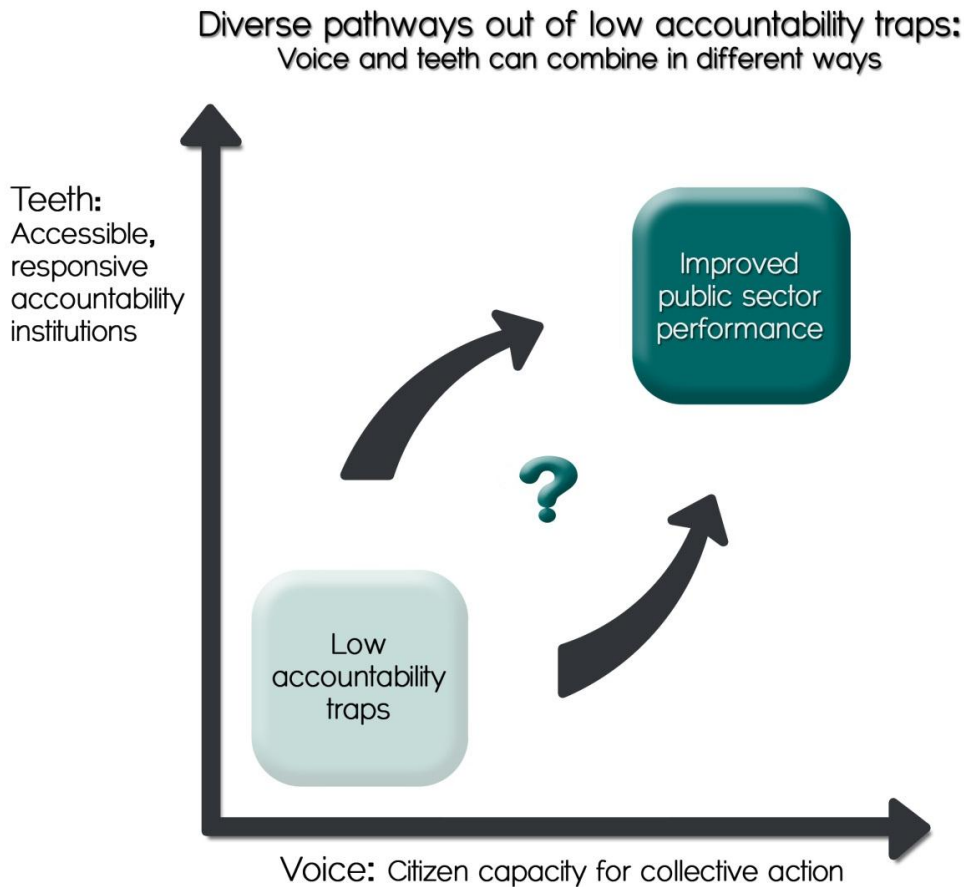 Diverse pathways out of low accountability traps:
Voice and teeth can combine in different ways
Teeth:
Accessible,
responsive
accountability
institutions
Improved
public sector
performance
?
Low
accountability
traps
Voice: Citizen capacity for collective action